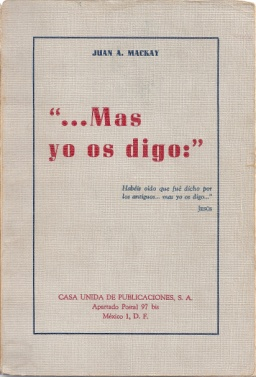 JUAN A. MACKAY
“...Mas
yo os digo:”
Habéis oído que fué dicho por
los antiguos... mas yo os digo..."
JESÚS
CASA UNIDA DE PUBLICACIONES, S. A.
Apartado Postal 97 bis
México 1, D. F.